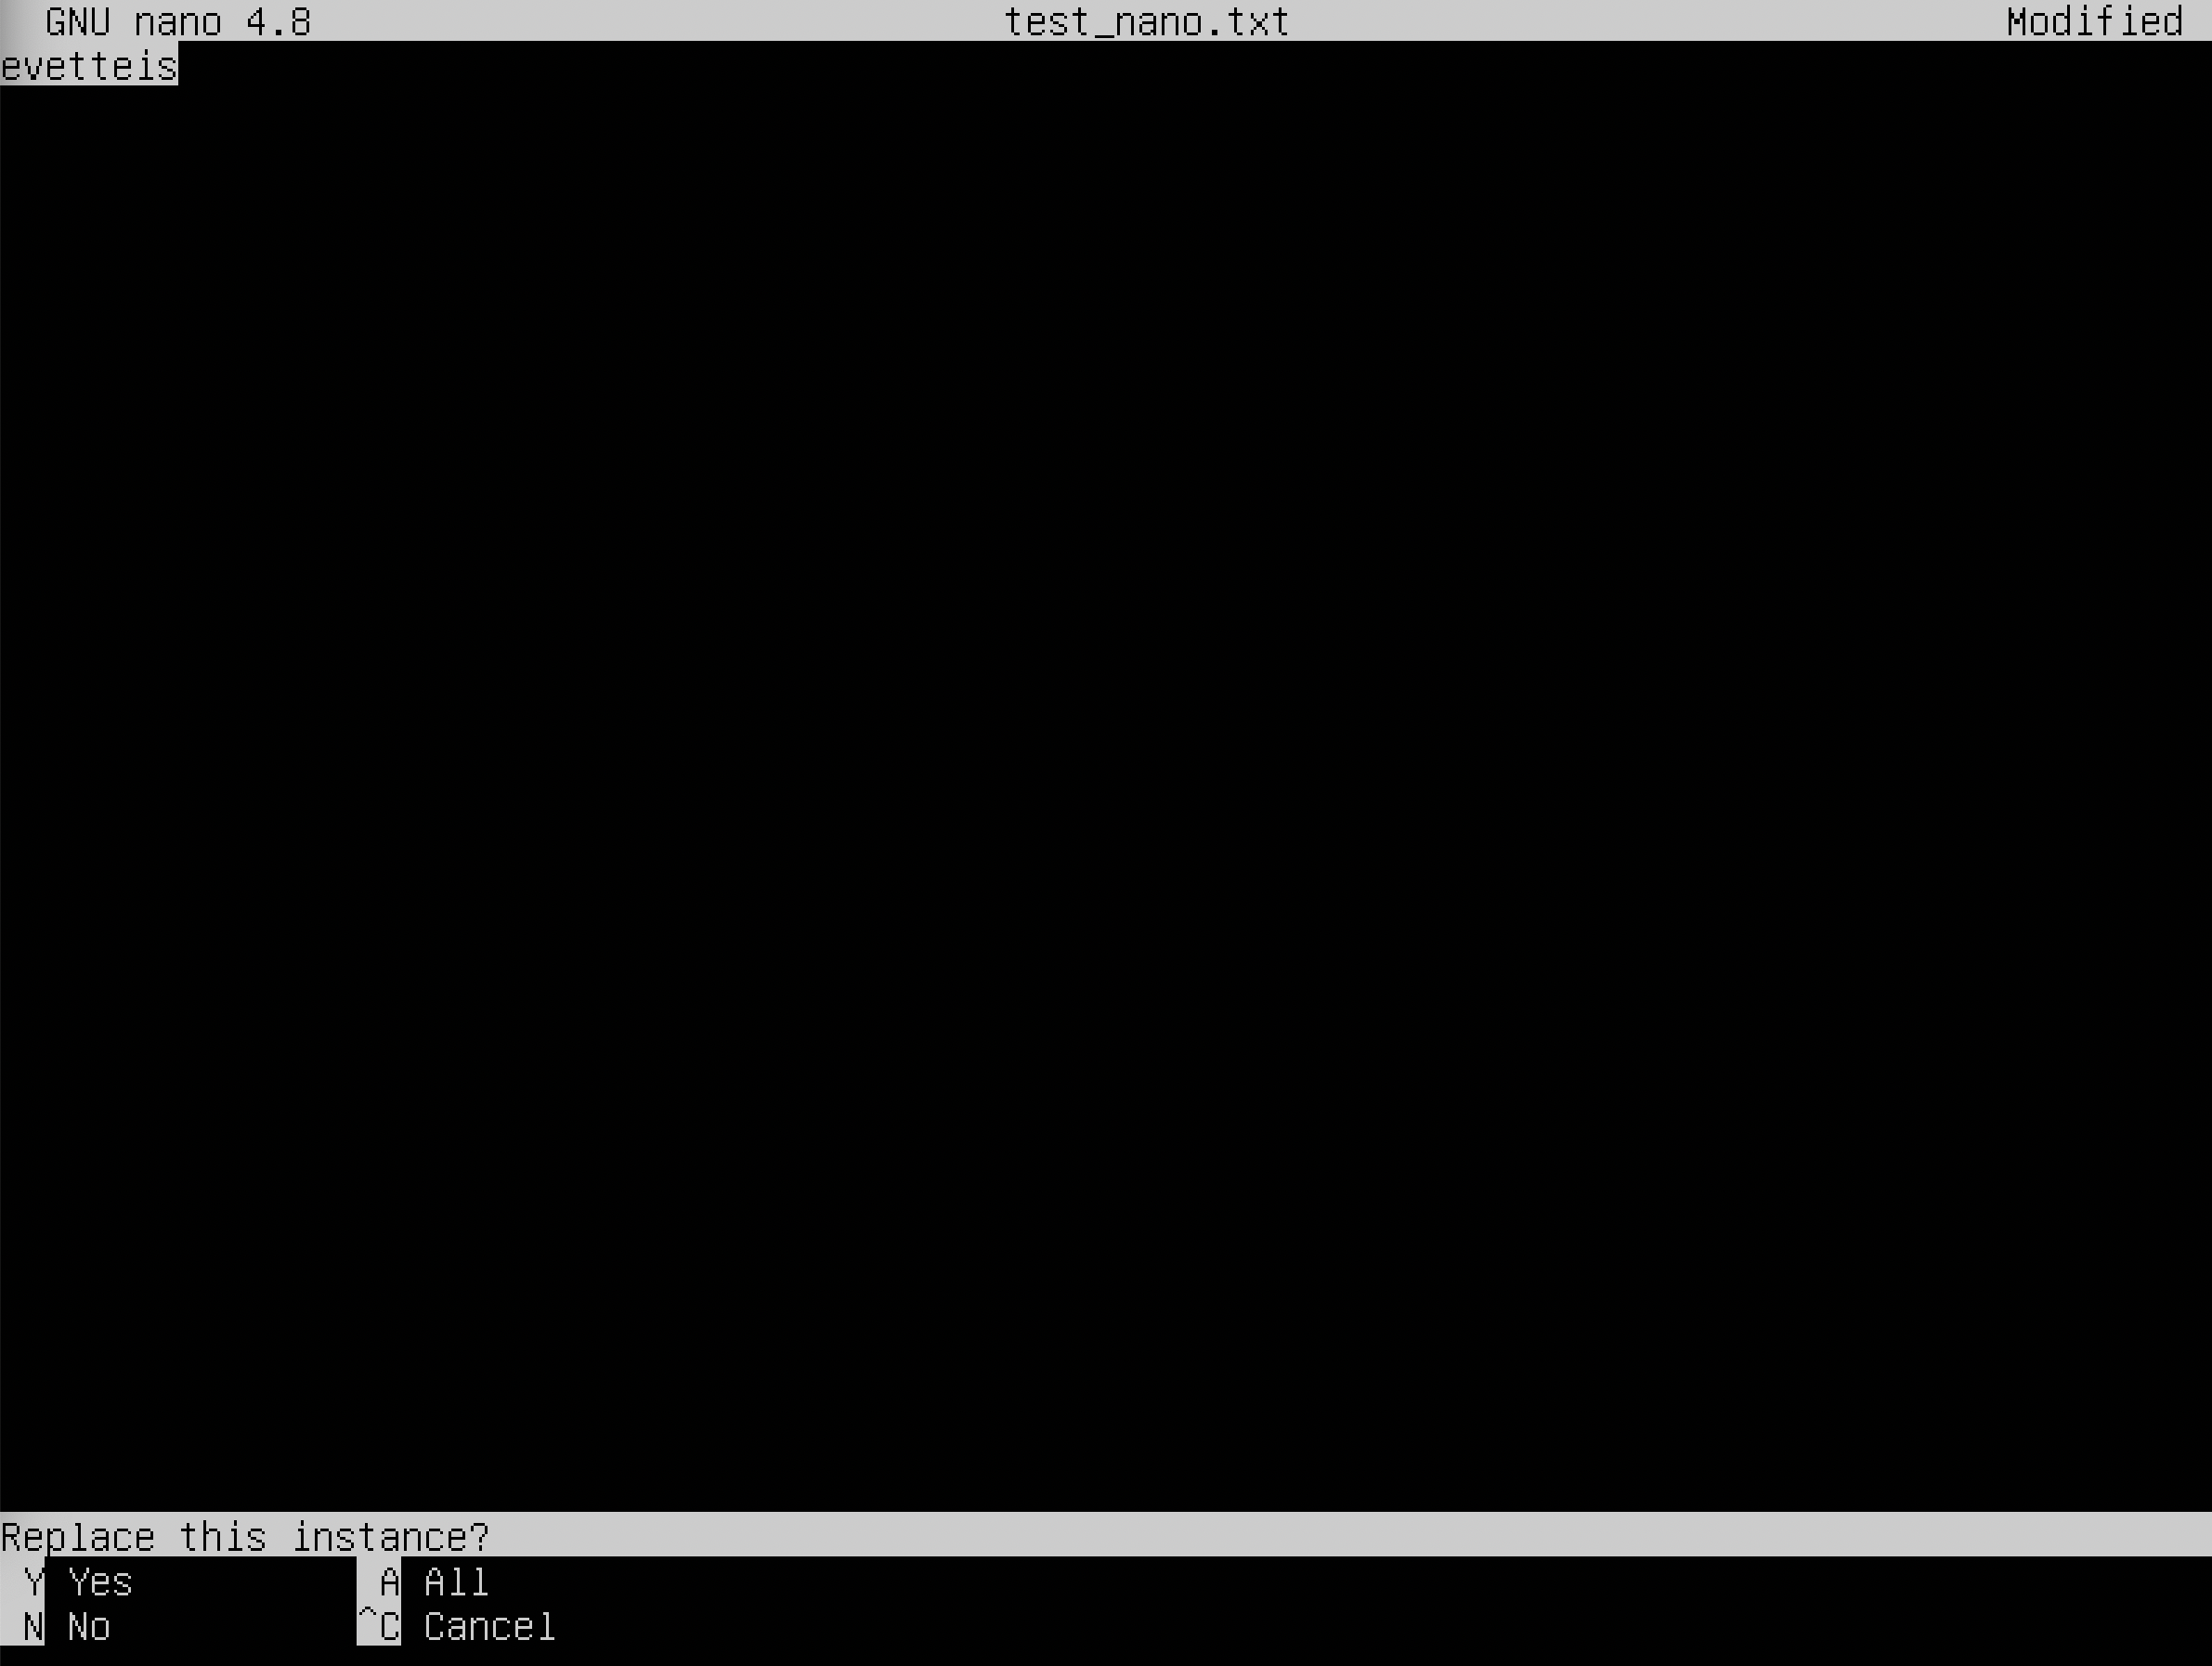 GNU nano 4.8 test_nano.txt Modified
evetteis
Replace this instance?
Y Yes A All
N No ^C Cancel